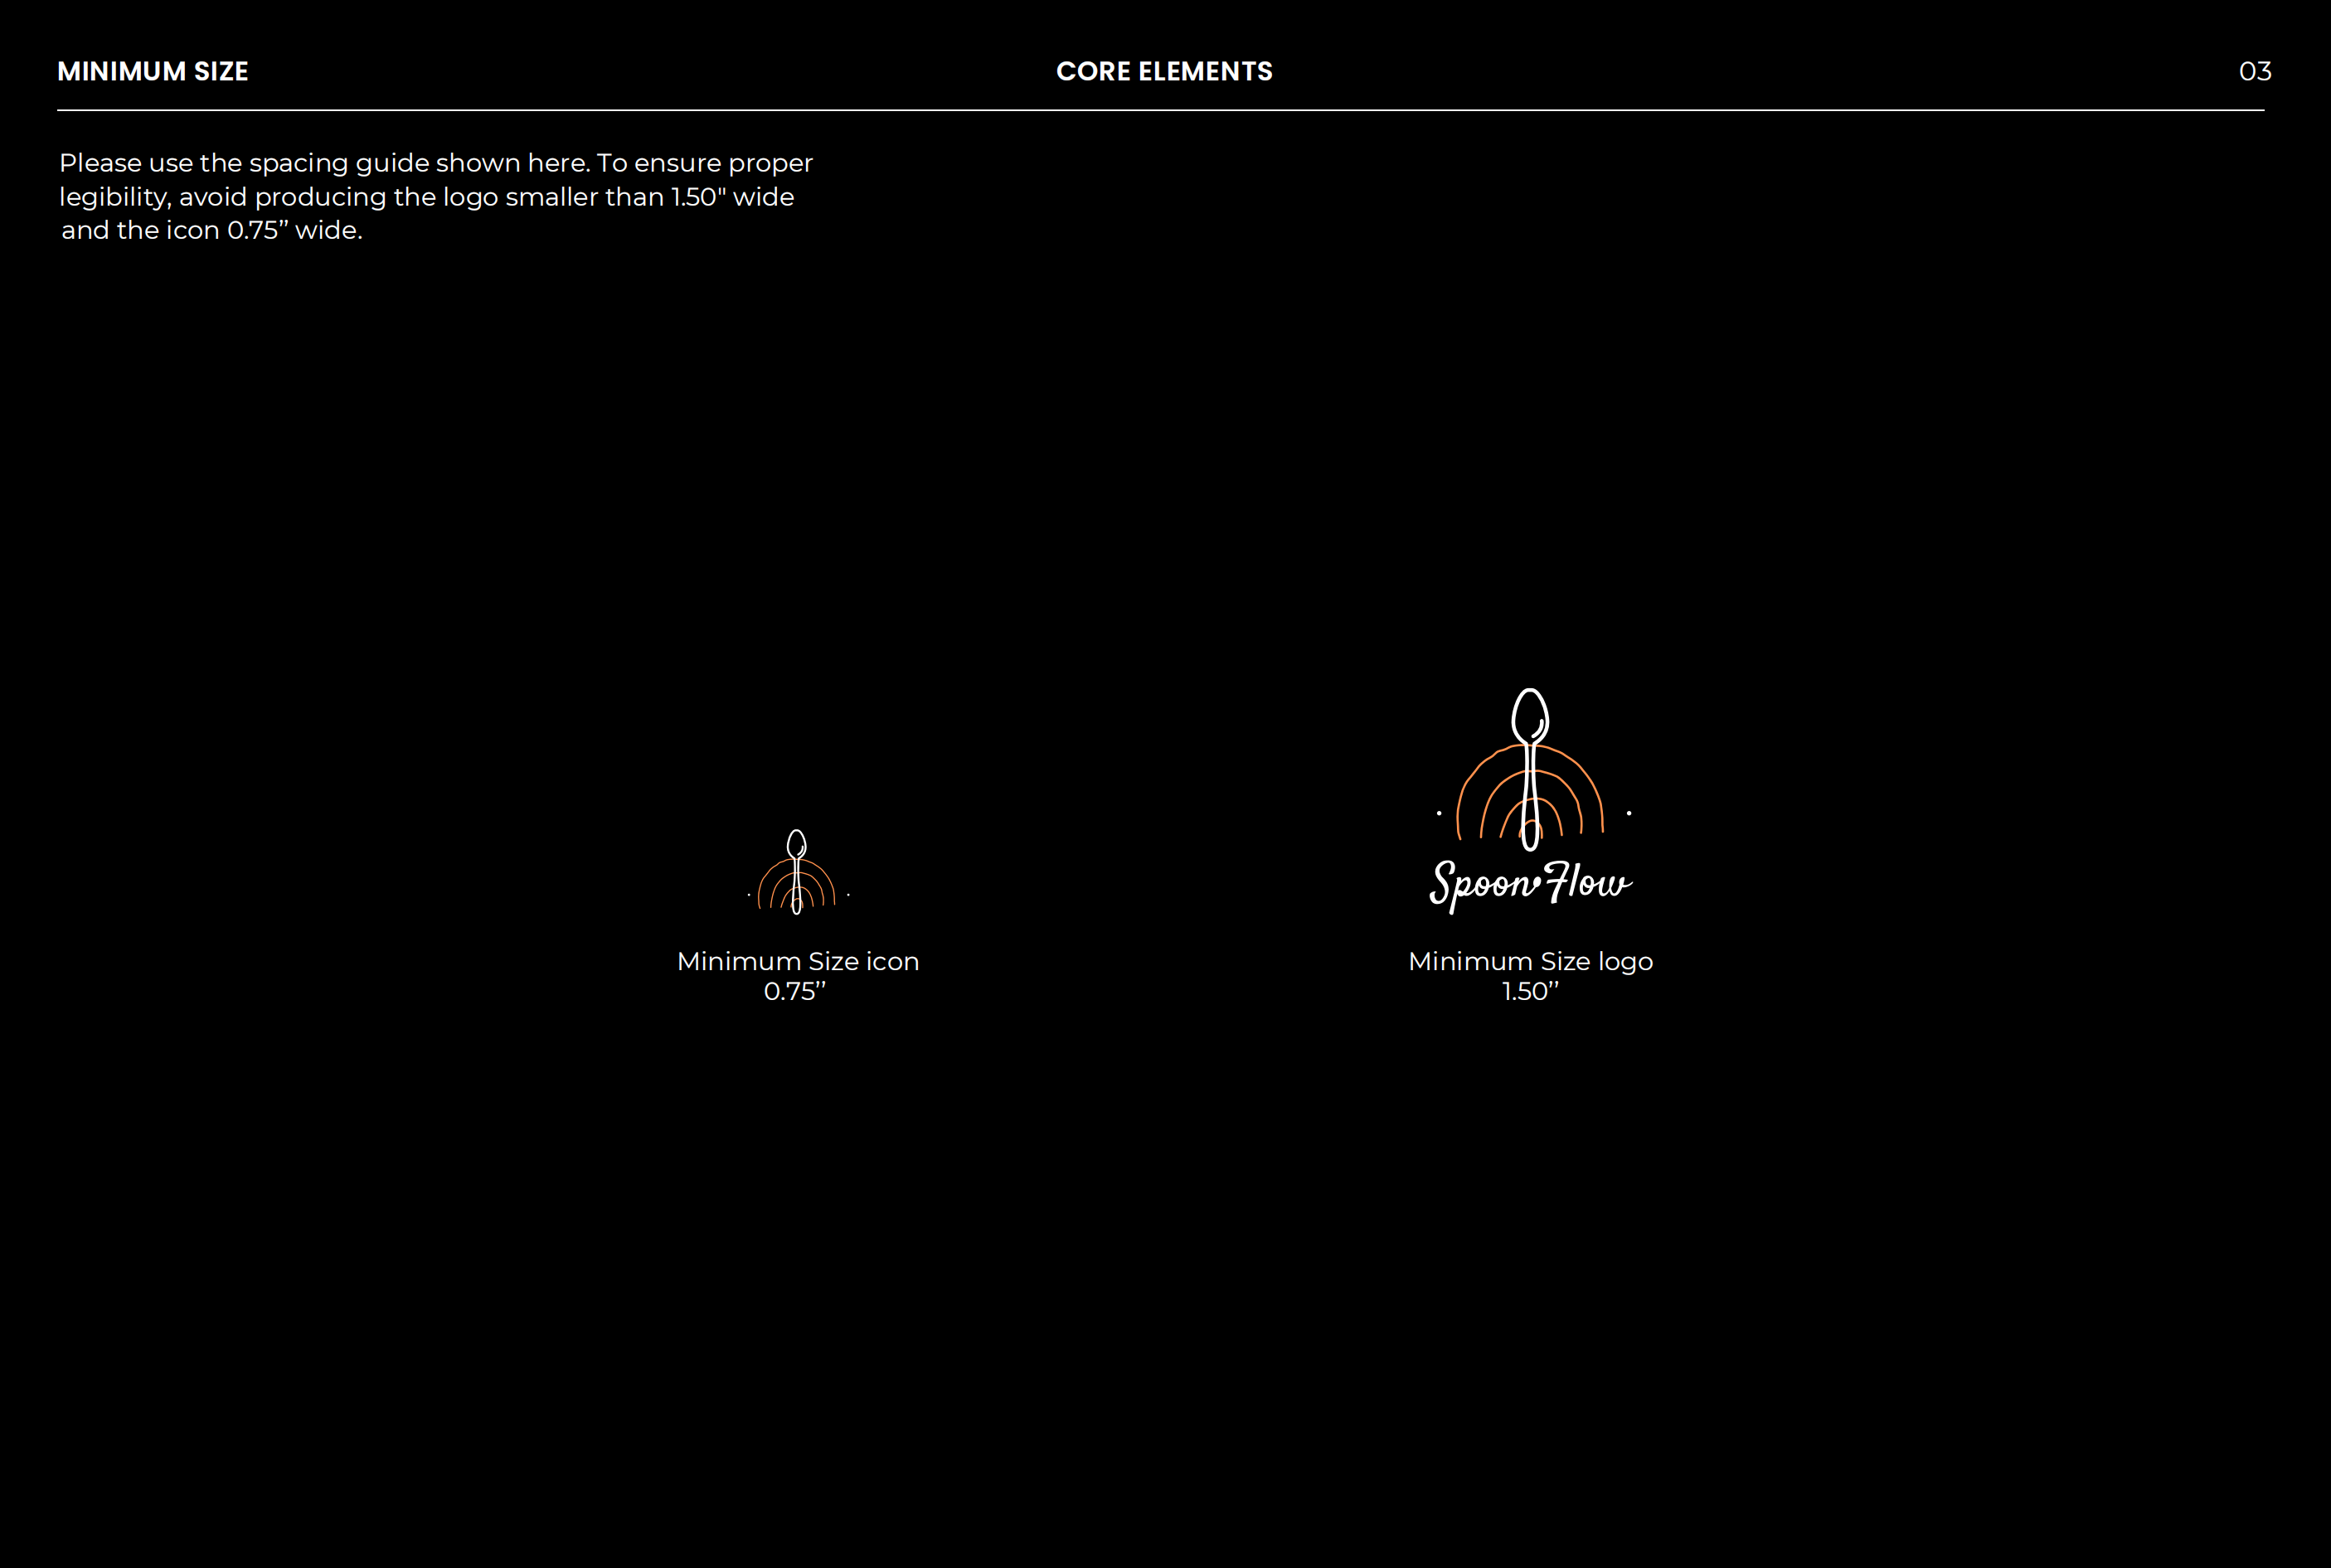 MINIMUM SIZE
CORE ELEMENTS
03
Please use the spacing guide shown here. To ensure proper
legibility, avoid producing the logo smaller than 1.50" wide
and the icon 0.75” wide.
Spoon•Flow
Minimum Size icon
0.75’’
Minimum Size logo
1.50’’